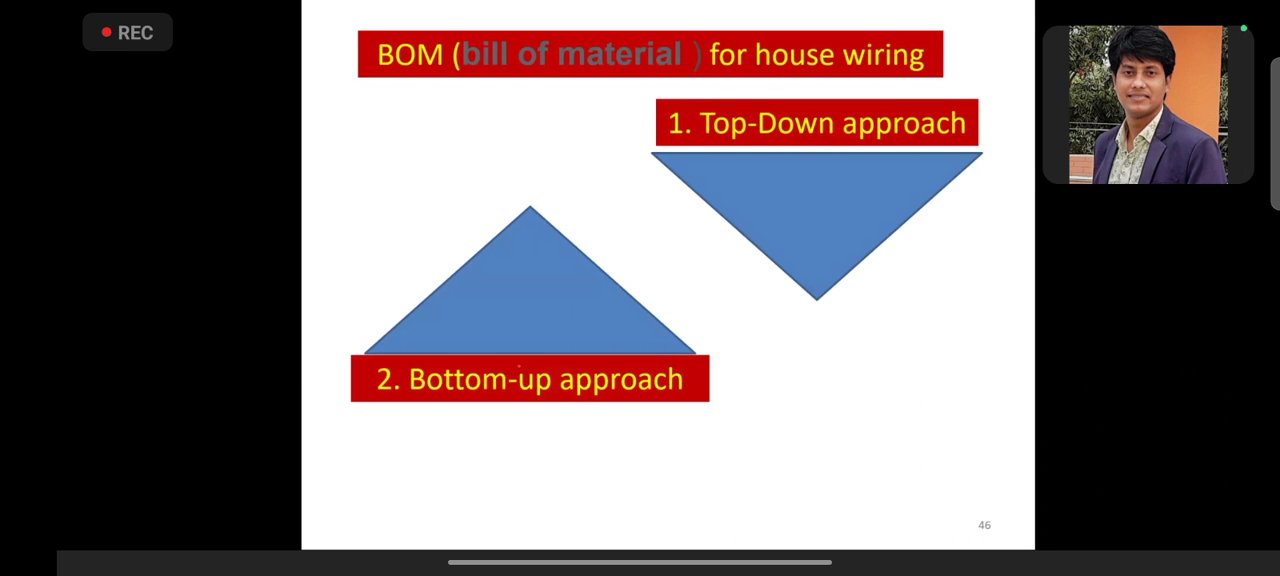 REC
BOM (bill of material ) for house wiring
1. Top-Down approach
2. Bottom-up approach
46